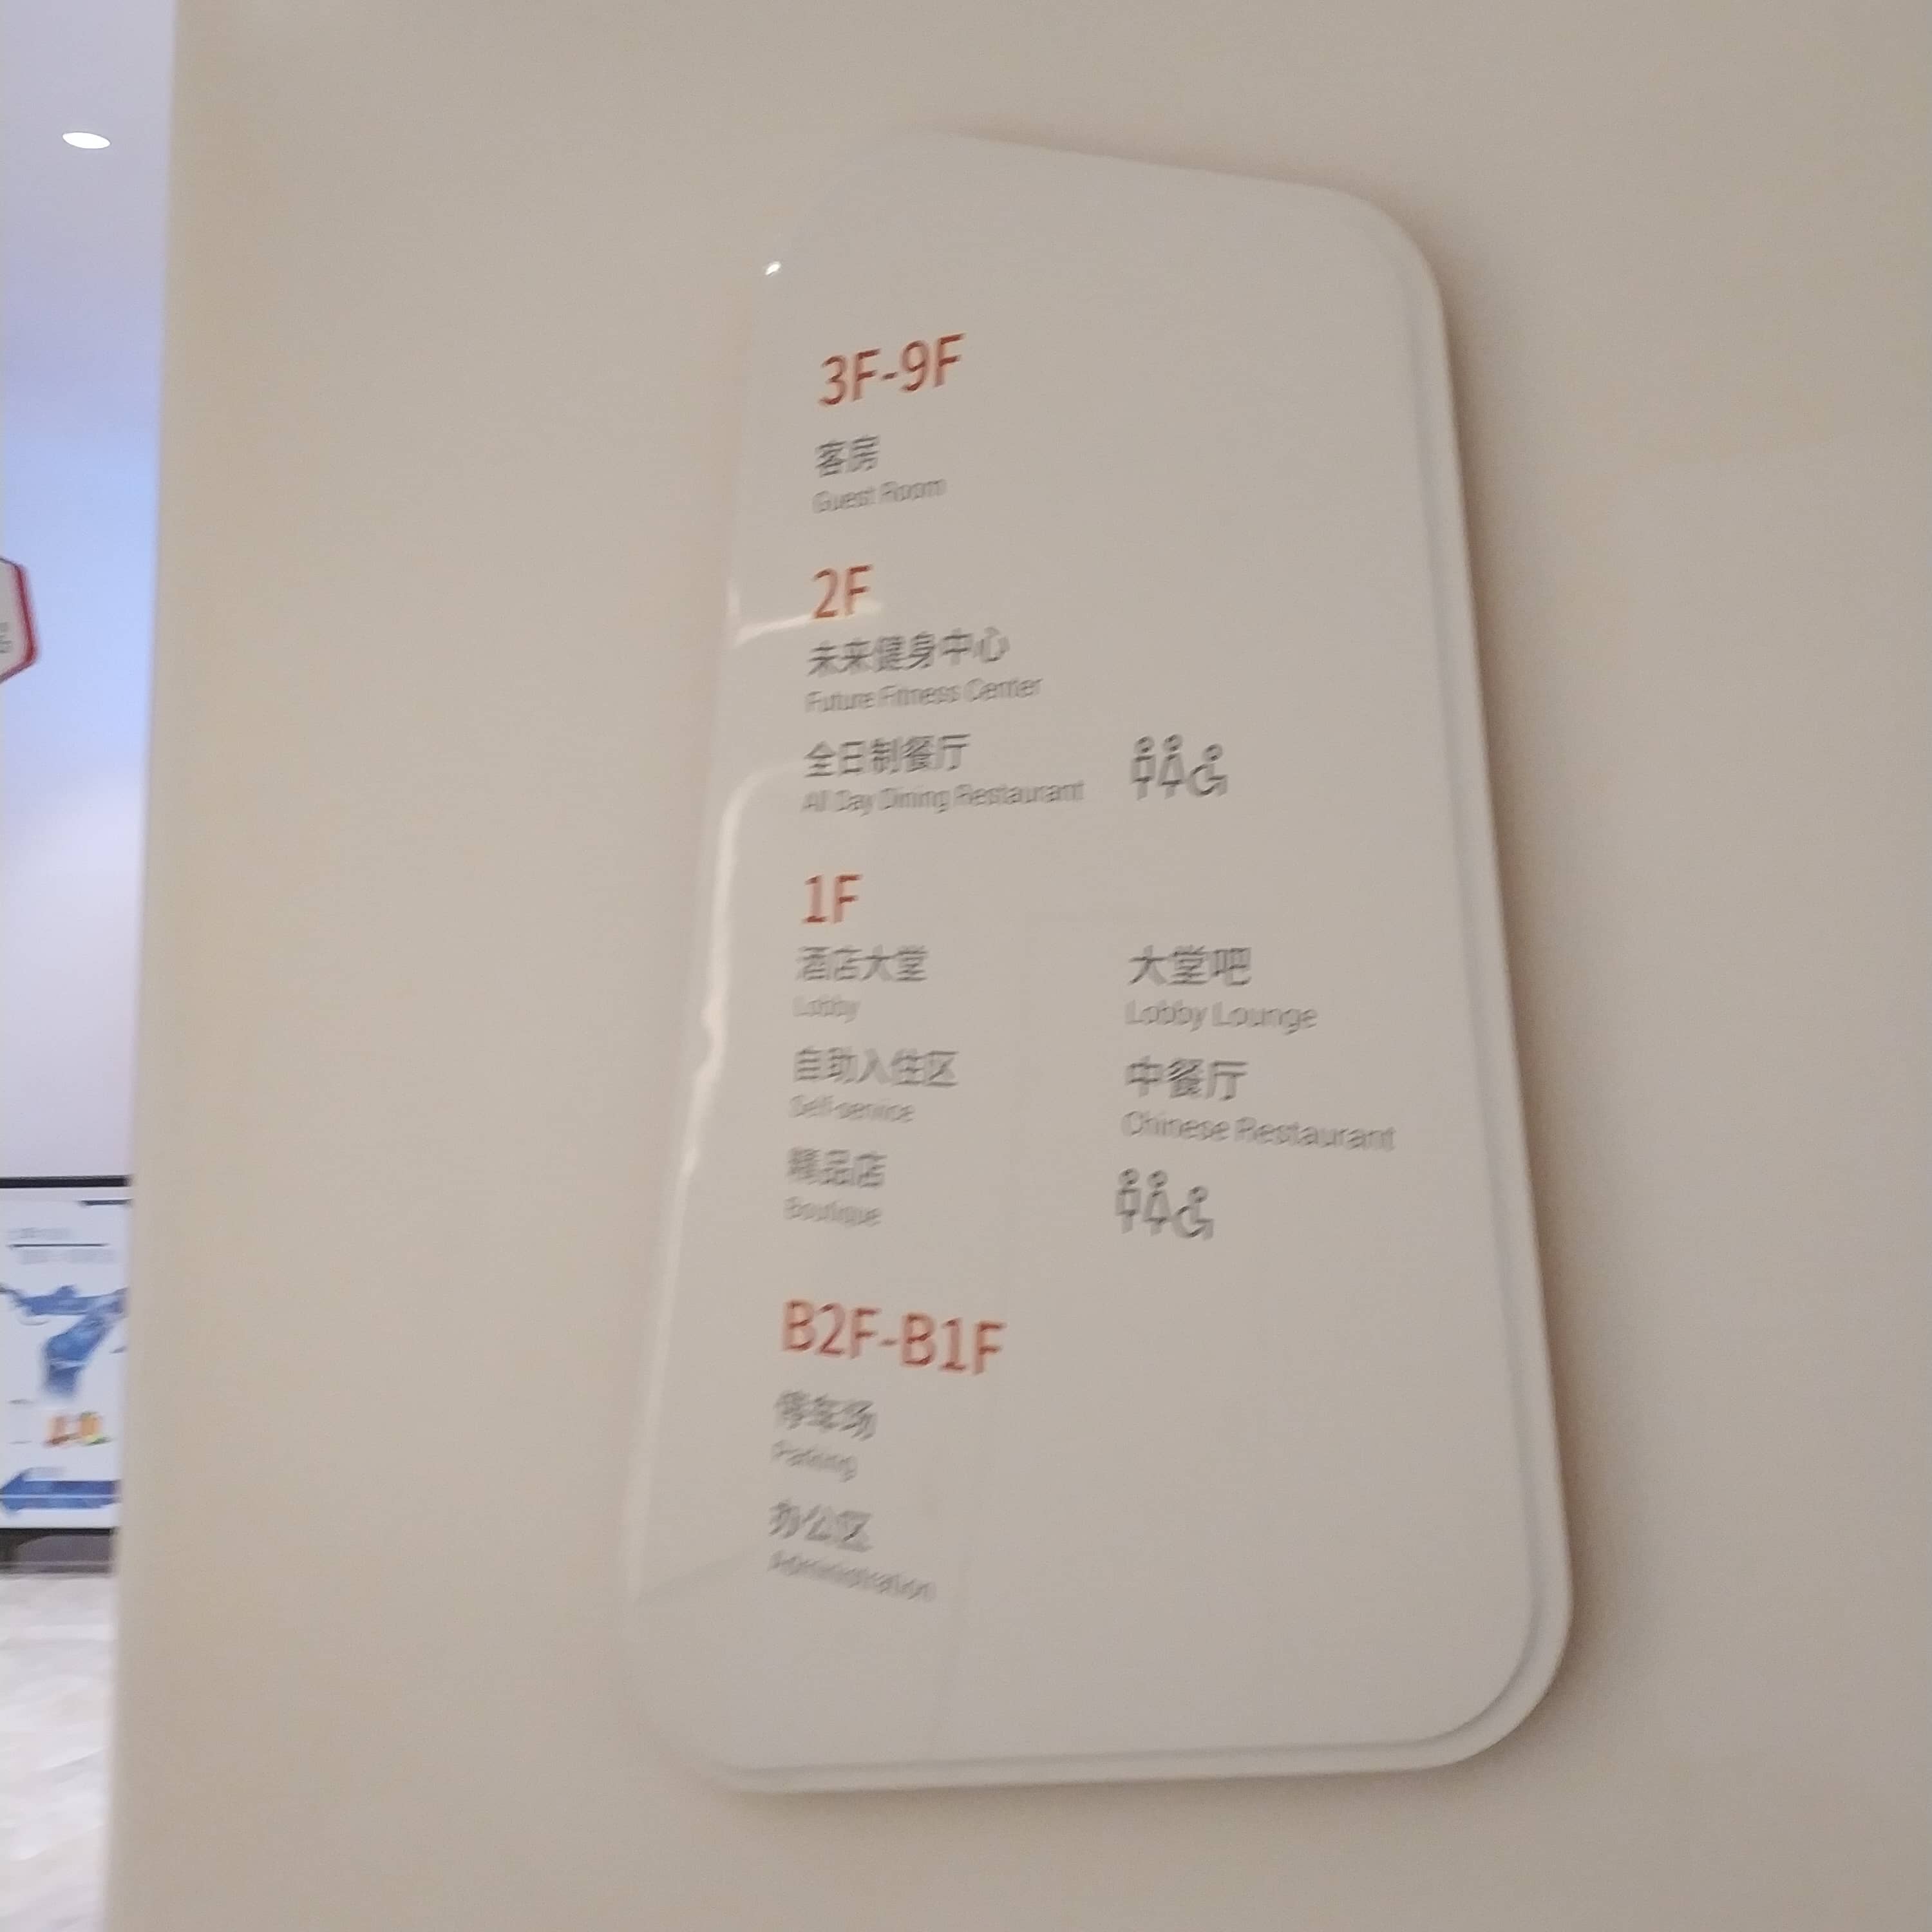 3F-9F
客房
Guest Room
2F
未来健身中心
Future Fitness Center
全日制餐厅
All Day Dining Restaurant
1F
酒店大堂
Lobby
自助入住区
Self-service
精品店
Boutique
大堂吧
Lobby Lounge
中餐厅
Chinese Restaurant
B2F-B1F
停车场
Parking
办公区
Administration